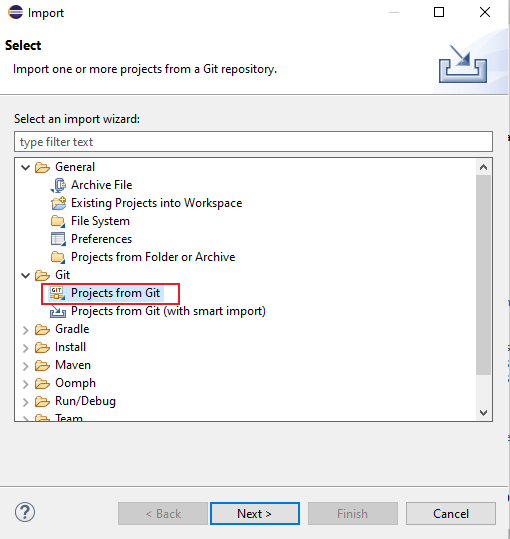 Import
Select
Import one or more projects from a Git repository.
Select an import wizard:
type filter text
General
Archive File
Existing Projects into Workspace
File System
Preferences
Projects from Folder or Archive
Git
GIT Projects from Git
Projects from Git (with smart import)
Gradle
Install
Maven
Oomph
Run/Debug
Team
? < Back Next > Finish Cancel